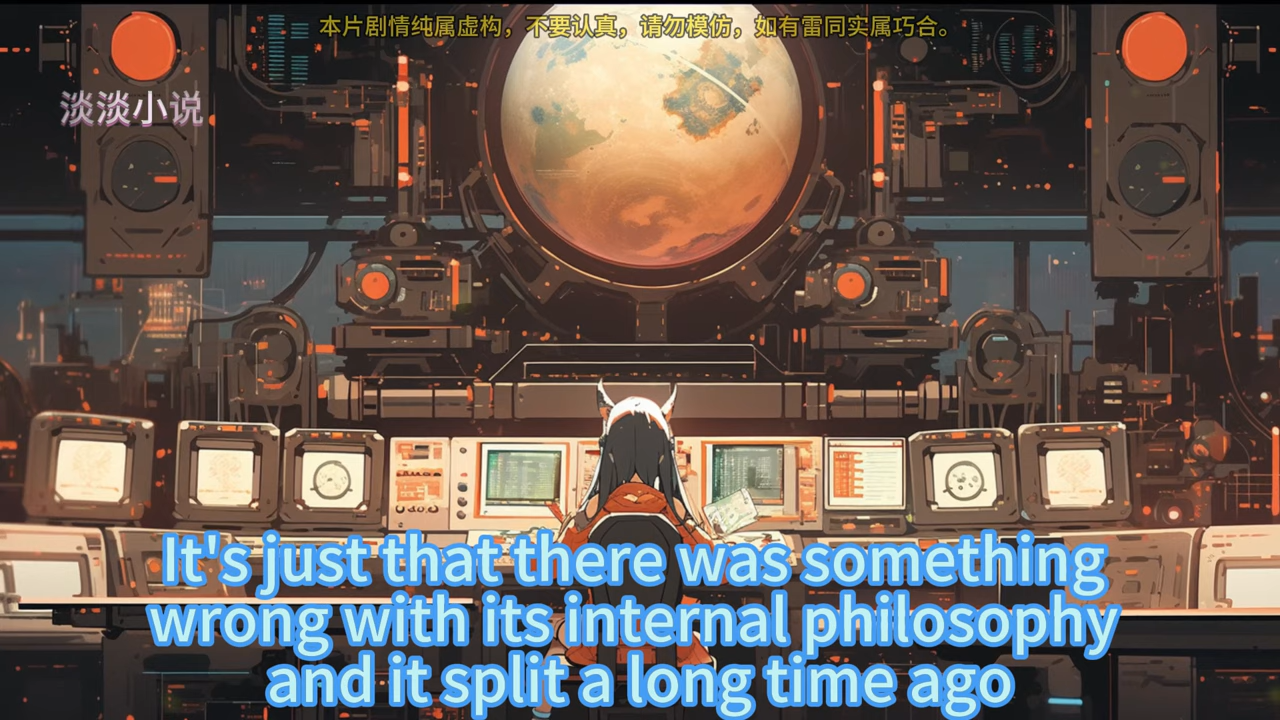 本片剧情纯属虚构，不要认真，请勿模仿，如有雷同实属巧合。
淡淡小说
It's just that there was something
wrong with its internal philosophy
and it split a long time ago